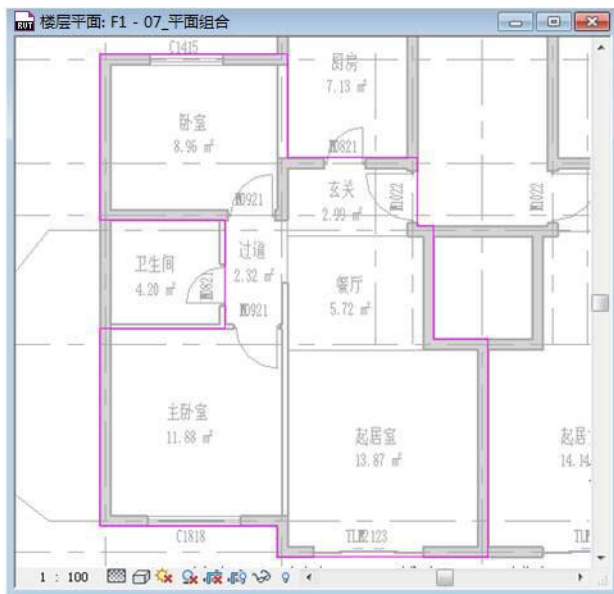 RVT 楼层平面: F1 - 07_平面组合
C1415
厨房
7.13 ㎡
卧室
8.96 ㎡
M0821
M0921
玄关
2.99 ㎡
M1022
M1022
过道
2.32 ㎡
卫生间
4.20 ㎡
M0821
餐厅
5.72 ㎡
M0921
主卧室
11.88 ㎡
起居室
13.87 ㎡
起居
14.14
C1818
TLM2123
TL
1 : 100